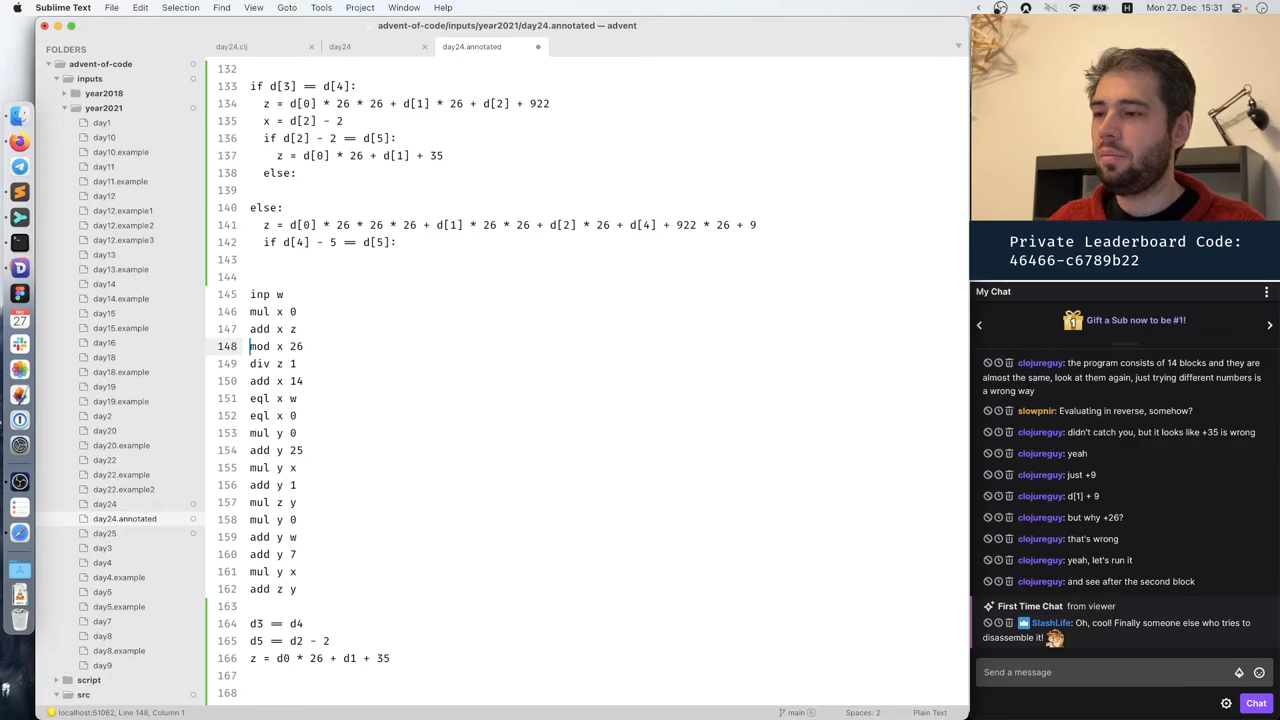 Sublime Text File Edit Selection Find View Goto Tools Project Window Help
Mon 27. Dec 15:31
advent-of-code/inputs/year2021/day24.annotated — advent
FOLDERS
advent-of-code
inputs
year2018
year2021
day1
day10
day10.example
day11
day11.example
day12
day12.example1
day12.example2
day12.example3
day13
day13.example
day14
day14.example
day15
day15.example
day16
day18
day18.example
day19
day19.example
day2
day20
day20.example
day22
day22.example
day22.example2
day24
day24.annotated
day25
day3
day4
day4.example
day5
day5.example
day7
day8
day8.example
day9
script
src
day24.clj
day24
day24.annotated
132
133 if d[3] == d[4]:
134 z = d[0] * 26 * 26 + d[1] * 26 + d[2] + 922
135 x = d[2] - 2
136 if d[2] - 2 == d[5]:
137 z = d[0] * 26 + d[1] + 35
138 else:
139
140 else:
141 z = d[0] * 26 * 26 * 26 + d[1] * 26 * 26 + d[2] * 26 + d[4] + 922 * 26 + 9
142 if d[4] - 5 == d[5]:
143
144
145 inp w
146 mul x 0
147 add x z
148 mod x 26
149 div z 1
150 add x 14
151 eql x w
152 eql x 0
153 mul y 0
154 add y 25
155 mul y x
156 add y 1
157 mul z y
158 mul y 0
159 add y w
160 add y 7
161 mul y x
162 add z y
163
164 d3 == d4
165 d5 == d2 - 2
166 z = d0 * 26 + d1 + 35
167
168
localhost:51062, Line 148, Column 1
main 5
Spaces: 2
Plain Text
Private Leaderboard Code:
46466-c6789b22
My Chat
Gift a Sub now to be #1!
clojureguy: the program consists of 14 blocks and they are
almost the same, look at them again, just trying different numbers is
a wrong way
slowpnir: Evaluating in reverse, somehow?
clojureguy: didn't catch you, but it looks like +35 is wrong
clojureguy: yeah
clojureguy: just +9
clojureguy: d[1] + 9
clojureguy: but why +26?
clojureguy: that's wrong
clojureguy: yeah, let's run it
clojureguy: and see after the second block
First Time Chat from viewer
SlashLife: Oh, cool! Finally someone else who tries to
disassemble it!
Send a message
Chat